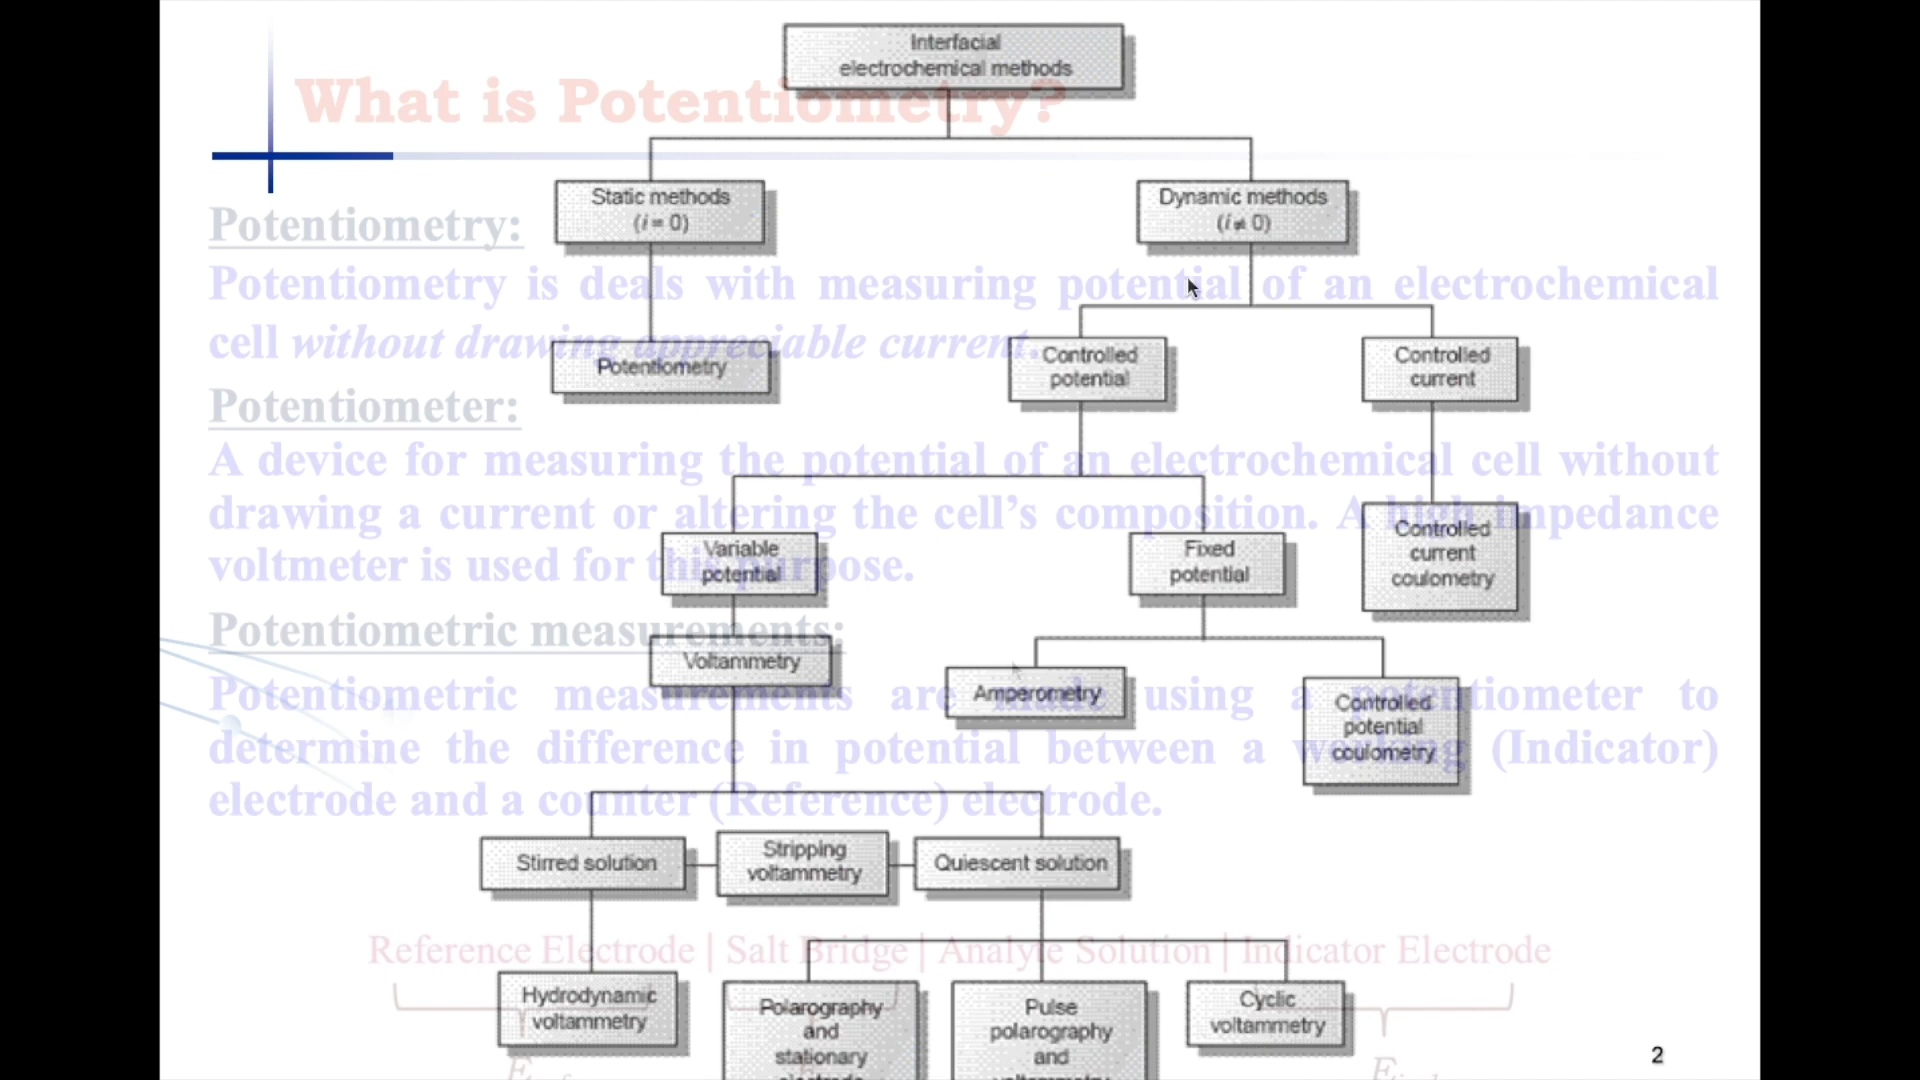 Interfacial
electrochemical methods
What is Potentiometry?
Static methods
(i = 0)
Dynamic methods
(i ≠ 0)
Potentiometry:
Potentiometry is deals with measuring potential of an electrochemical
cell without drawing appreciable current.
Potentiometry
Controlled
potential
Controlled
current
Potentiometer:
A device for measuring the potential of an electrochemical cell without
drawing a current or altering the cell's composition. A high impedance
voltmeter is used for this purpose.
Variable
potential
Fixed
potential
Controlled
current
coulometry
Potentiometric measurements:
Voltammetry
Amperometry
Controlled
potential
coulometry
Potentiometric measurements are made using a potentiometer to
determine the difference in potential between a working (Indicator)
electrode and a counter (Reference) electrode.
Stirred solution
Stripping
voltammetry
Quiescent solution
Reference Electrode | Salt Bridge | Analyte Solution | Indicator Electrode
Hydrodynamic
voltammetry
Polarography
and
stationary
Pulse
polarography
and
Cyclic
voltammetry
E
E
2